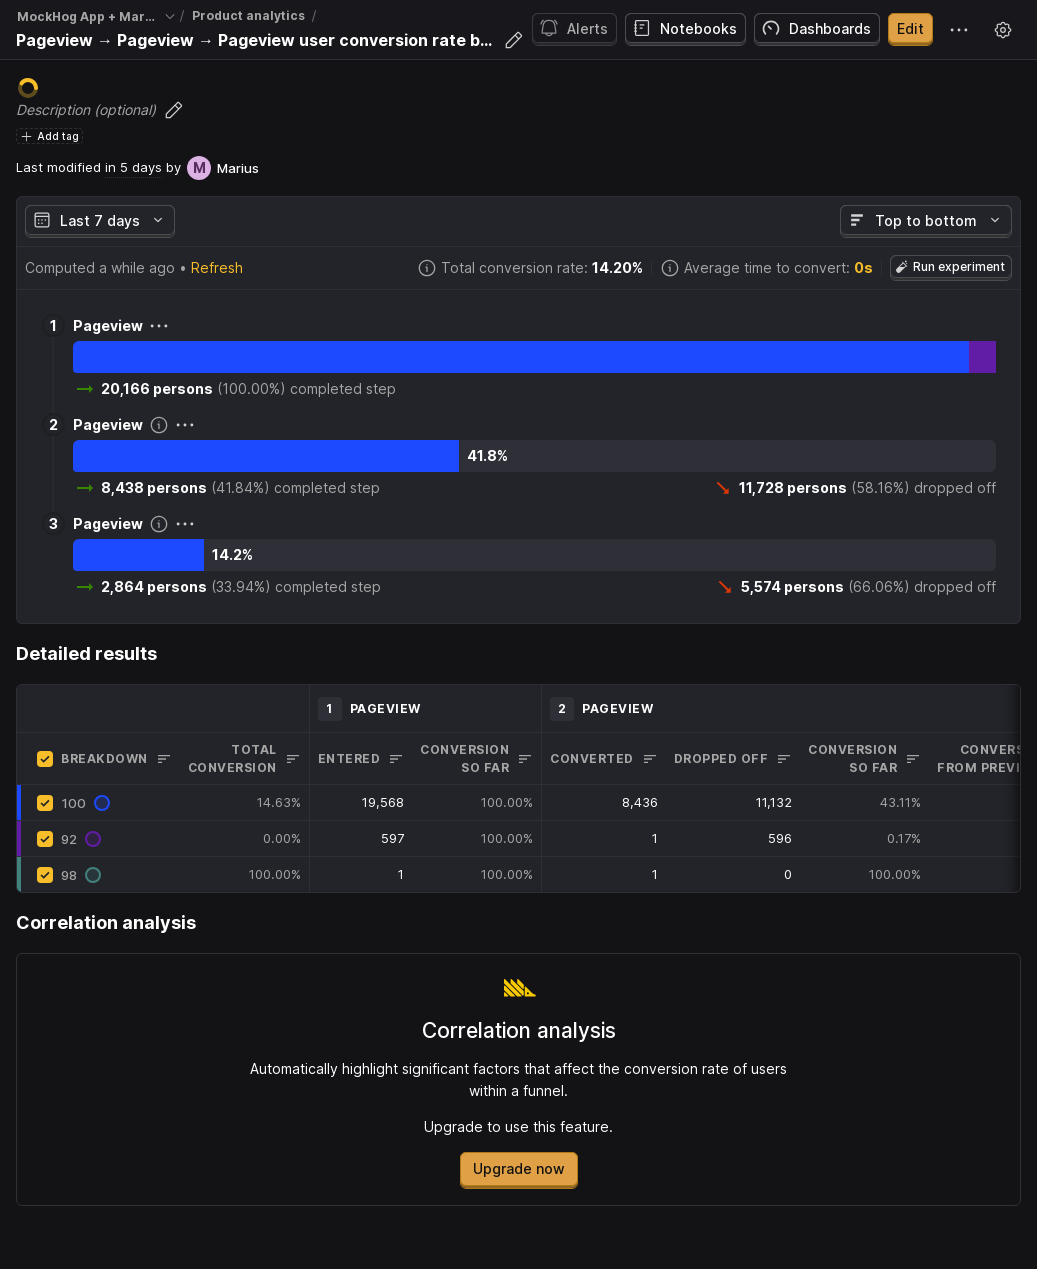 MockHog App + Mar... / Product analytics /
Pageview → Pageview → Pageview user conversion rate b...
Alerts
Notebooks
Dashboards
Edit
Description (optional)
Add tag
Last modified in 5 days by M Marius
Last 7 days
Top to bottom
Computed a while ago • Refresh
Total conversion rate: 14.20%
Average time to convert: 0s
Run experiment
1 Pageview
20,166 persons (100.00%) completed step
2 Pageview
41.8%
8,438 persons (41.84%) completed step
11,728 persons (58.16%) dropped off
3 Pageview
14.2%
2,864 persons (33.94%) completed step
5,574 persons (66.06%) dropped off
Detailed results
1 PAGEVIEW 2 PAGEVIEW
BREAKDOWN
TOTAL
CONVERSION
ENTERED
CONVERSION
SO FAR
CONVERTED
DROPPED OFF
CONVERSION
SO FAR
CONVERS
FROM PREVI
100 14.63% 19,568 100.00% 8,436 11,132 43.11%
92 0.00% 597 100.00% 1 596 0.17%
98 100.00% 1 100.00% 1 0 100.00%
Correlation analysis
Correlation analysis
Automatically highlight significant factors that affect the conversion rate of users
within a funnel.
Upgrade to use this feature.
Upgrade now